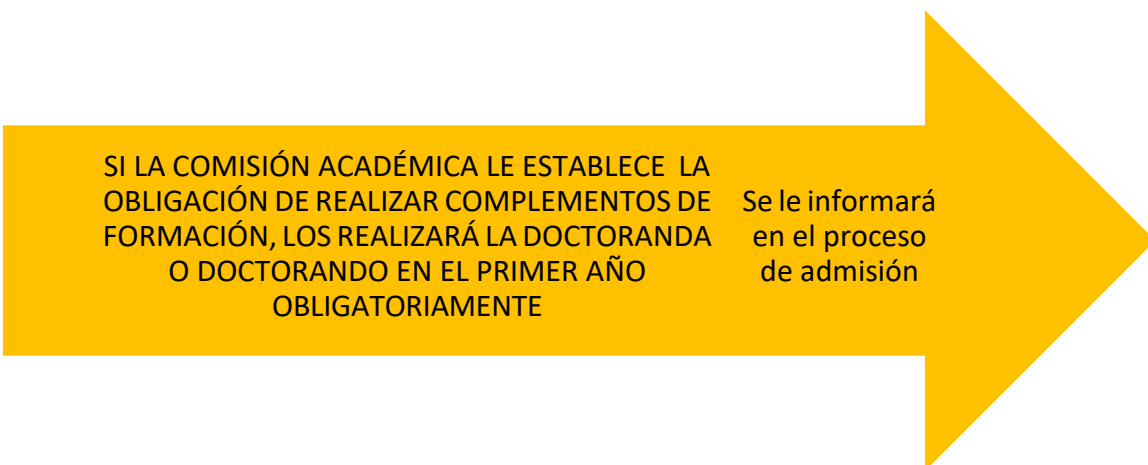 SI LA COMISIÓN ACADÉMICA LE ESTABLECE LA
OBLIGACIÓN DE REALIZAR COMPLEMENTOS DE
FORMACIÓN, LOS REALIZARÁ LA DOCTORANDA
O DOCTORANDO EN EL PRIMER AÑO
OBLIGATORIAMENTE
Se le informará
en el proceso
de admisión